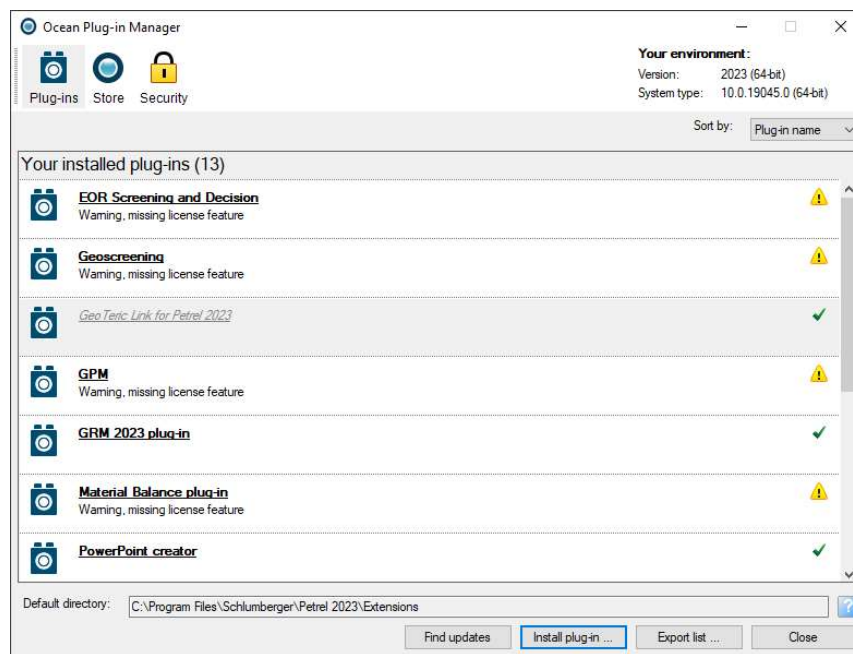 Ocean Plug-in Manager
Plug-ins Store Security
Your environment:
Version: 2023 (64-bit)
System type: 10.0.19045.0 (64-bit)
Sort by: Plug-in name
Your installed plug-ins (13)
EOR Screening and Decision
Warning, missing license feature
Geoscreening
Warning, missing license feature
GeoTeric Link for Petrel 2023
GPM
Warning, missing license feature
GRM 2023 plug-in
Material Balance plug-in
Warning, missing license feature
PowerPoint creator
Default directory: C:\Program Files\Schlumberger\Petrel 2023\Extensions
?
Find updates Install plug-in ... Export list ... Close